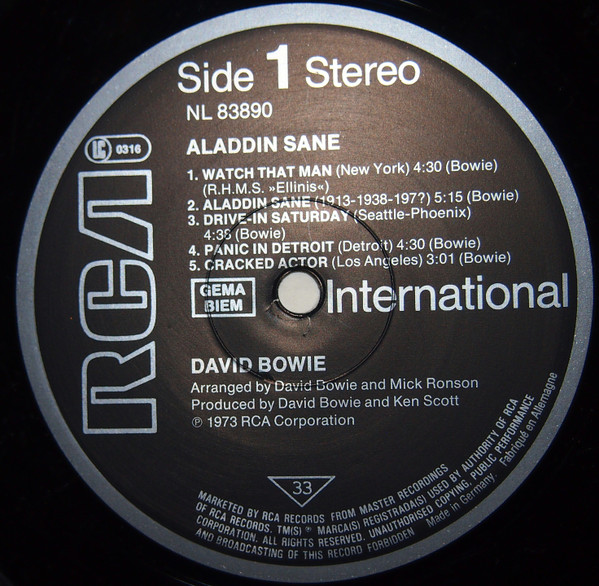 Side 1 Stereo
NL 83890
LC 0316
ALADDIN SANE
1. WATCH THAT MAN (New York) 4:30 (Bowie)
(R.H.M.S. »Ellinis«)
2. ALADDIN SANE (1913-1938-197?) 5:15 (Bowie)
3. DRIVE-IN SATURDAY (Seattle-Phoenix)
4:38 (Bowie)
4. PANIC IN DETROIT (Detroit) 4:30 (Bowie)
5. CRACKED ACTOR (Los Angeles) 3:01 (Bowie)
GEMA
BIEM
RCA International
DAVID BOWIE
Arranged by David Bowie and Mick Ronson
Produced by David Bowie and Ken Scott
℗ 1973 RCA Corporation
33
MARKETED BY RCA RECORDS FROM MASTER RECORDINGS
OF RCA RECORDS. TM(S) ® MARCA(S) REGISTRADA(S) USED BY AUTHORITY OF RCA
CORPORATION. ALL RIGHTS RESERVED. UNAUTHORISED COPYING, PUBLIC PERFORMANCE
AND BROADCASTING OF THIS RECORD FORBIDDEN Made in Germany. Fabriqué en Allemagne